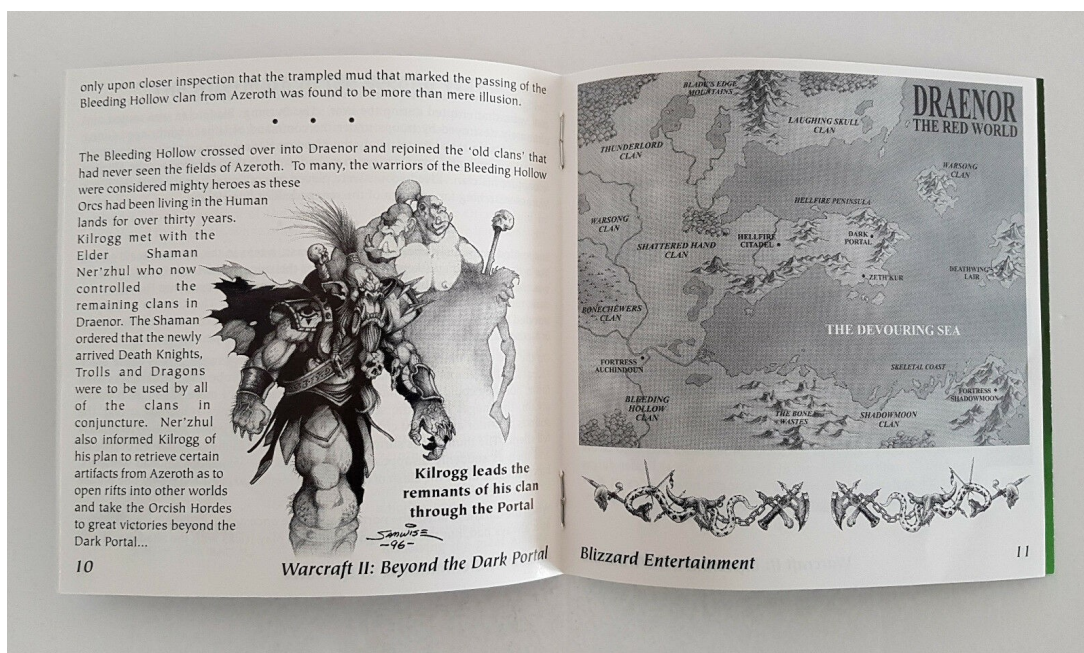 only upon closer inspection that the trampled mud that marked the passing of the
Bleeding Hollow clan from Azeroth was found to be more than mere illusion.
• • •
The Bleeding Hollow crossed over into Draenor and rejoined the 'old clans' that
had never seen the fields of Azeroth. To many, the warriors of the Bleeding Hollow
were considered mighty heroes as these
Orcs had been living in the Human
lands for over thirty years.
Kilrogg met with the
Elder Shaman
Ner'zhul who now
controlled the
remaining clans in
Draenor. The Shaman
ordered that the newly
arrived Death Knights,
Trolls and Dragons
were to be used by all
of the clans in
conjuncture. Ner'zhul
also informed Kilrogg of
his plan to retrieve certain
artifacts from Azeroth as to
open rifts into other worlds
and take the Orcish Hordes
to great victories beyond the
Dark Portal...
Kilrogg leads the
remnants of his clan
through the Portal
SAMWISE
-96-
10
Warcraft II: Beyond the Dark Portal
DRAENOR
THE RED WORLD
BLADE'S EDGE
MOUNTAINS
LAUGHING SKULL
CLAN
THUNDERLORD
CLAN
WARSONG
CLAN
HELLFIRE PENINSULA
WARSONG
CLAN
HELLFIRE
CITADEL
DARK
PORTAL
SHATTERED HAND
CLAN
ZETH'KUR
DEATHWING'S
LAIR
BONECHEWERS
CLAN
THE DEVOURING SEA
FORTRESS
AUCHINDOUN
SKELETAL COAST
FORTRESS
SHADOWMOON
BLEEDING
HOLLOW
CLAN
THE BONE
WASTES
SHADOWMOON
CLAN
Blizzard Entertainment
11